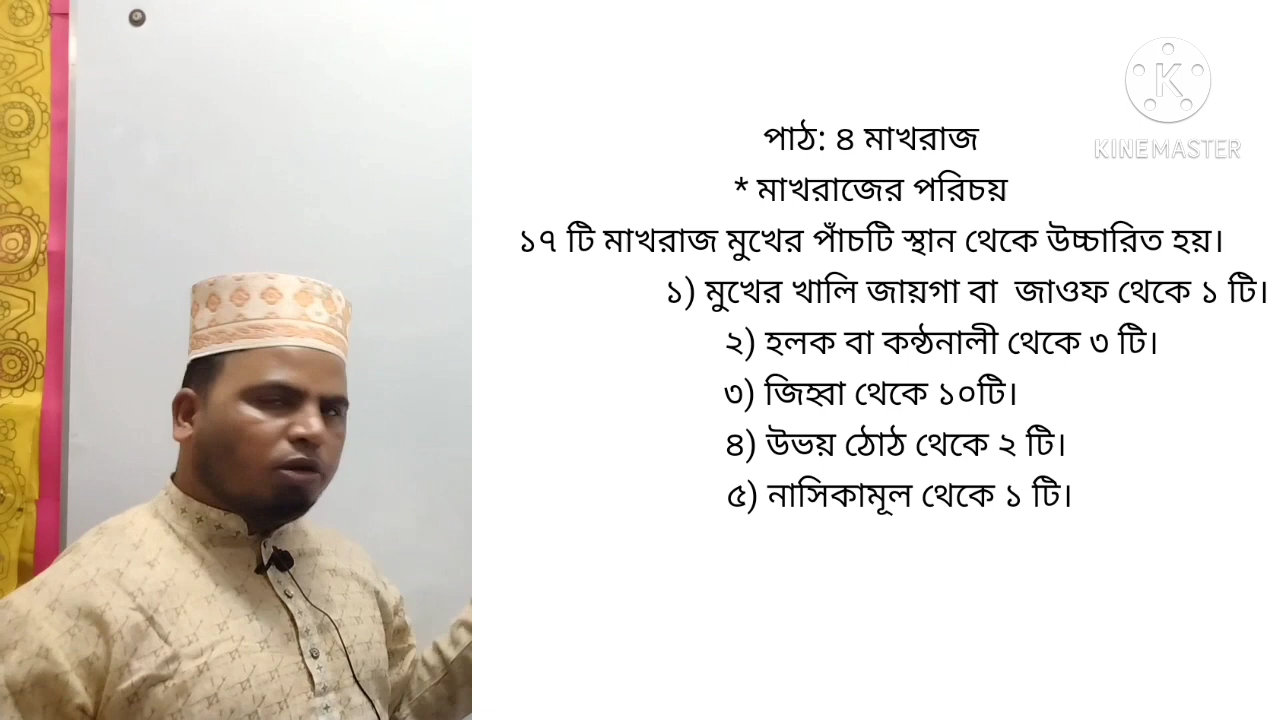 পাঠ: ৪ মাখরাজ
* মাখরাজের পরিচয়
১৭ টি মাখরাজ মুখের পাঁচটি স্থান থেকে উচ্চারিত হয়।
১) মুখের খালি জায়গা বা জাওফ থেকে ১ টি।
২) হলক বা কন্ঠনালী থেকে ৩ টি।
৩) জিহ্বা থেকে ১০টি।
৪) উভয় ঠোঠ থেকে ২ টি।
৫) নাসিকামূল থেকে ১ টি।
K
KINEMASTER